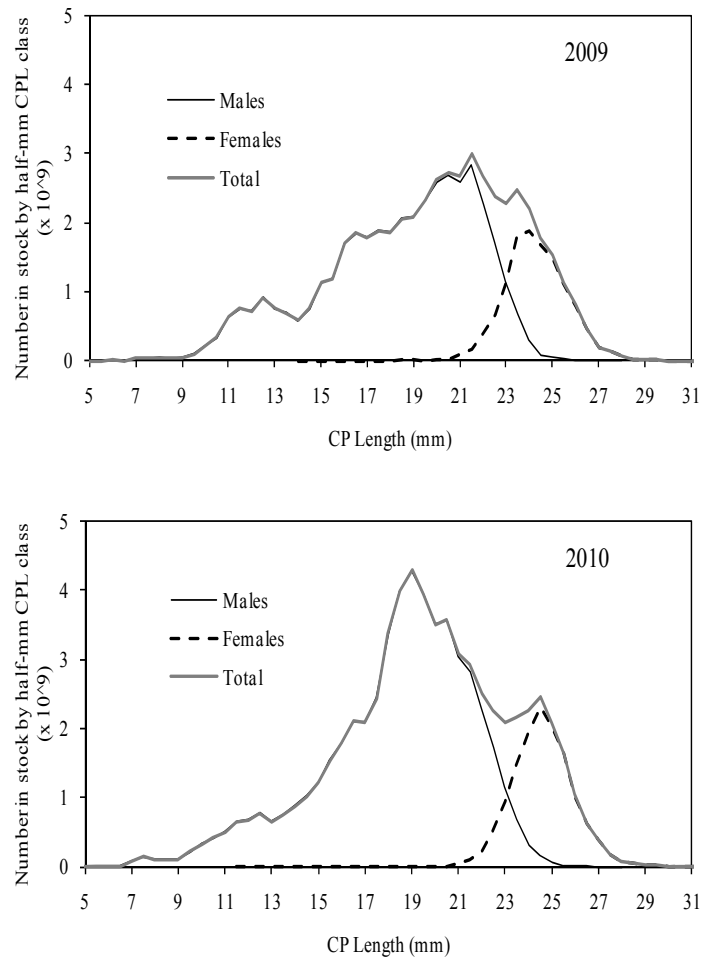 2009
Number in stock by half-mm CPL class
(x 10^9)
5
4
3
2
1
0
Males
Females
Total
5 7 9 11 13 15 17 19 21 23 25 27 29 31
CP Length (mm)
2010
Number in stock by half-mm CPL class
(x 10^9)
5
4
3
2
1
0
Males
Females
Total
5 7 9 11 13 15 17 19 21 23 25 27 29 31
CP Length (mm)